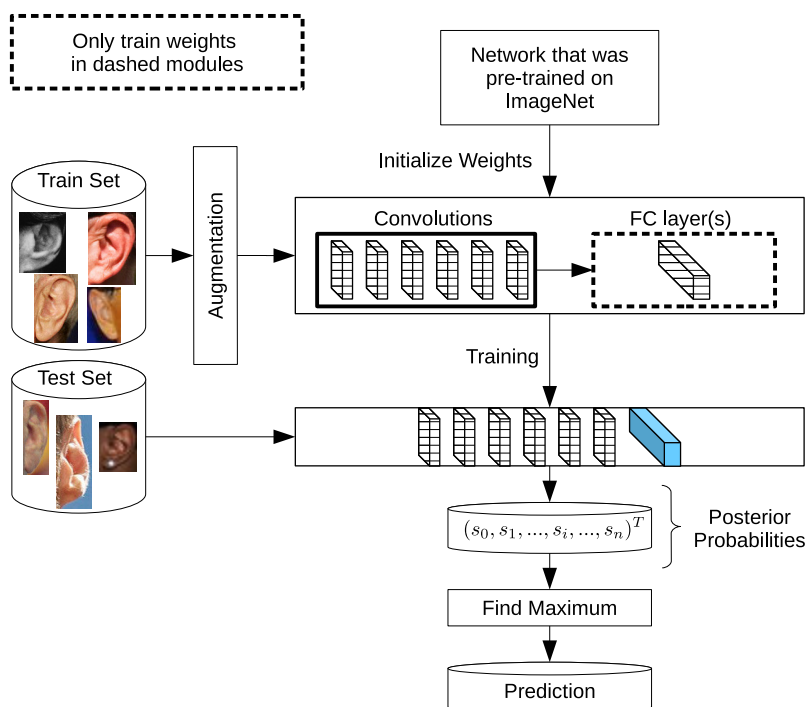 Only train weights
in dashed modules
Network that was
pre-trained on
ImageNet
Initialize Weights
Train Set
Augmentation
Convolutions
FC layer(s)
Training
Test Set
(s_0, s_1, ..., s_i, ..., s_n)^T
Posterior
Probabilities
Find Maximum
Prediction